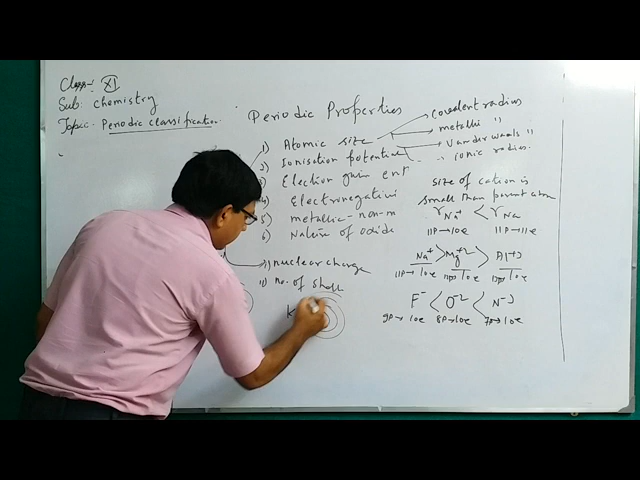 Class:- XI
Sub: chemistry
Topic- Periodic classification
Periodic Properties
1) Atomic size
2) Ionisation potential
3) Electron gain ent
4) Electronegativi
5) metallic-non-m
6) Nature of oxide
covalent radius
metallic "
Vander waals "
" ionic radius.
size of cation is
small than parent atom
rNa+ < rNa
11P→10e 11P→11e
Na+ > Mg+2 > Al+3
11P→10e 12P→10e 13P→10e
F- < O-2 < N-3
9P→10e 8P→10e 7P→10e
i) nuclear charge
ii) no. of shell
K